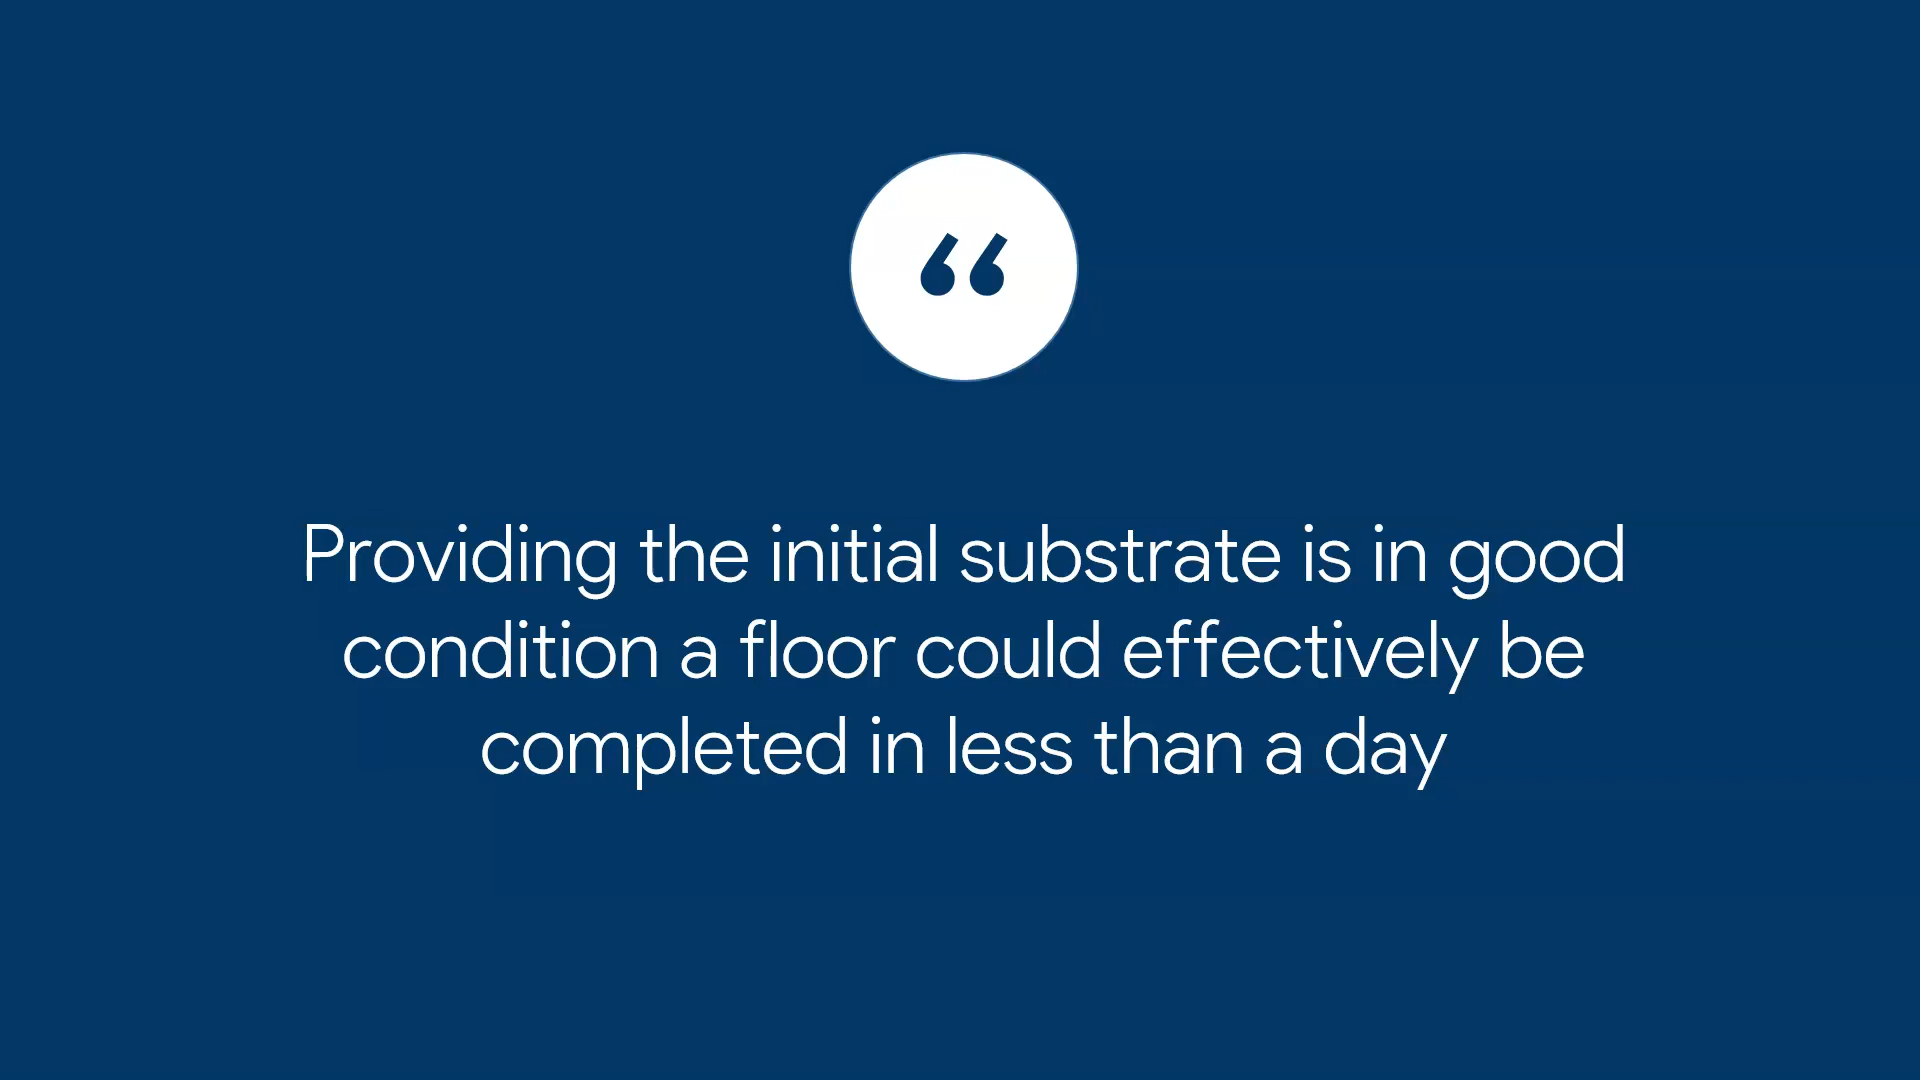 “
Providing the initial substrate is in good
condition a floor could effectively be
completed in less than a day